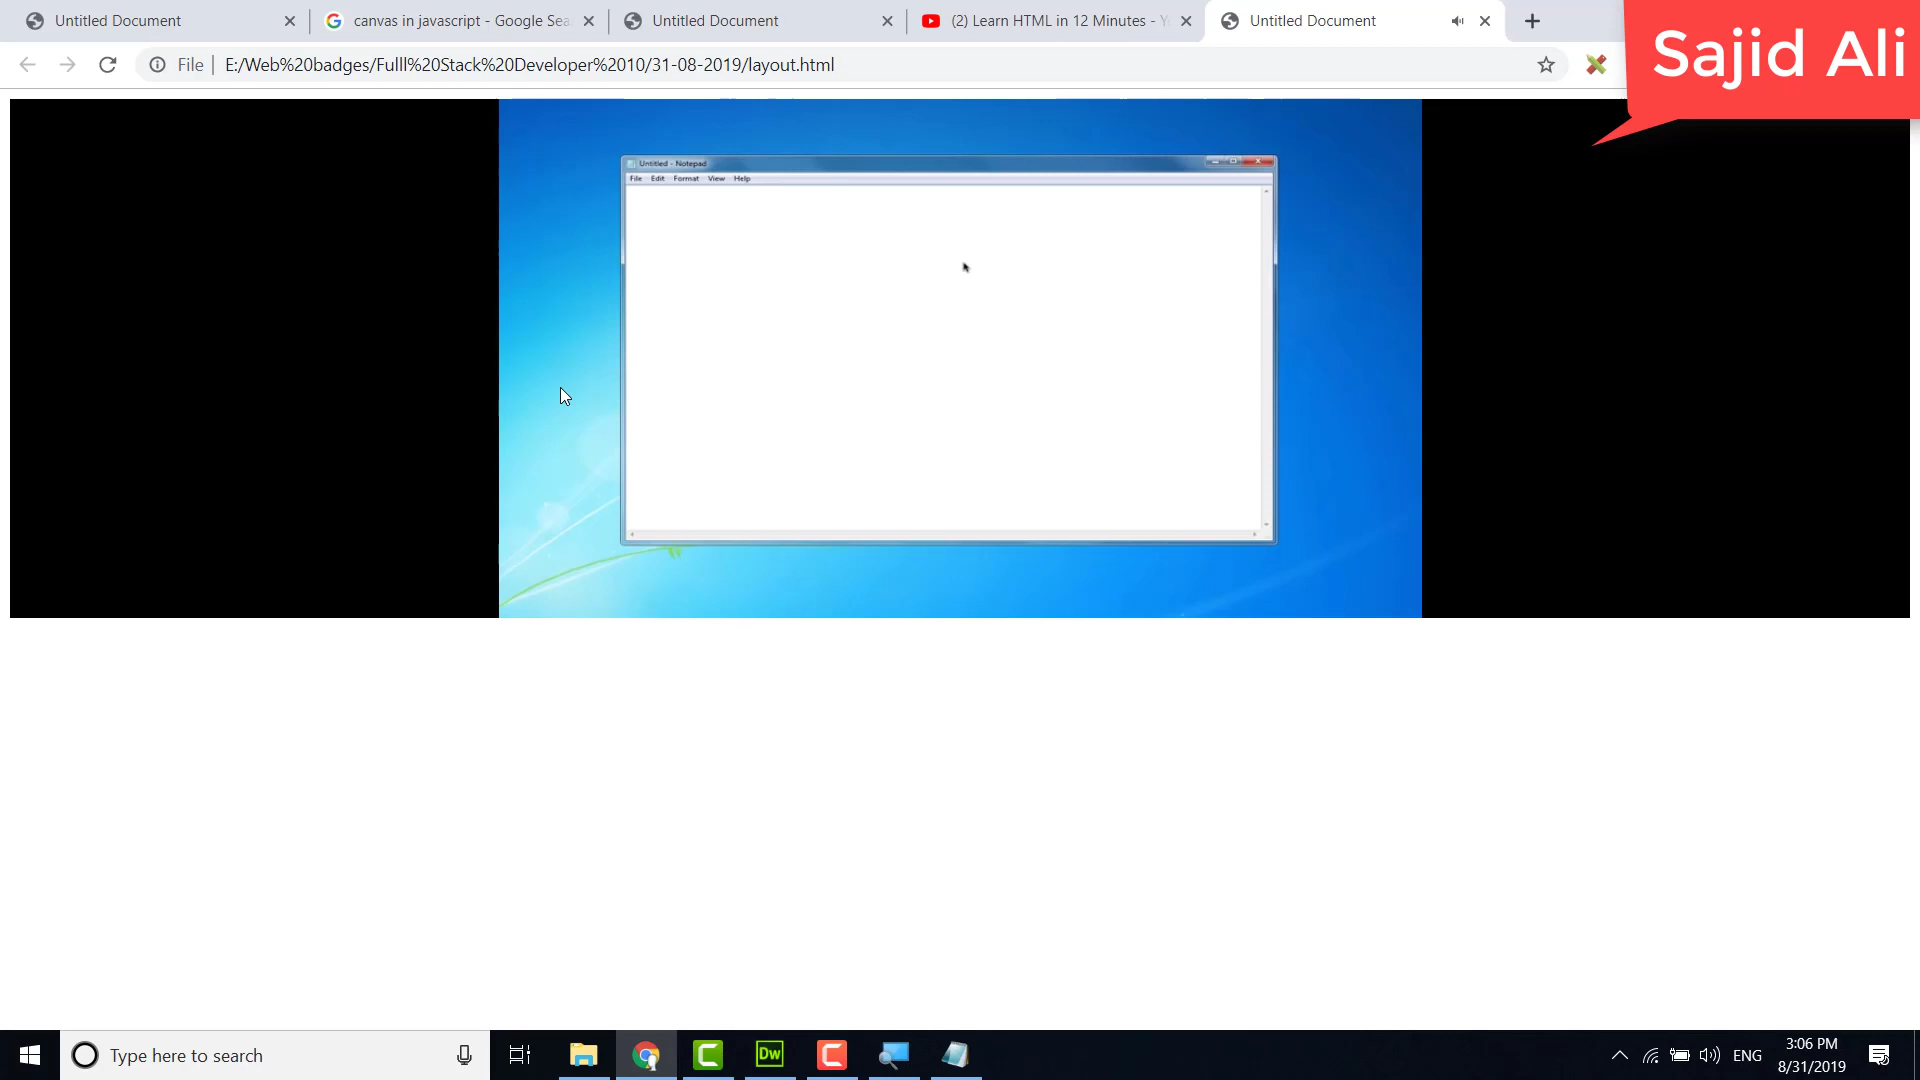 Untitled Document
canvas in javascript - Google Sea
Untitled Document
(2) Learn HTML in 12 Minutes - Y
Untitled Document
Sajid Ali
File
E:/Web%20badges/Fulll%20Stack%20Developer%2010/31-08-2019/layout.html
Untitled - Notepad
File Edit Format View Help
Type here to search
Dw
ENG
3:06 PM
8/31/2019